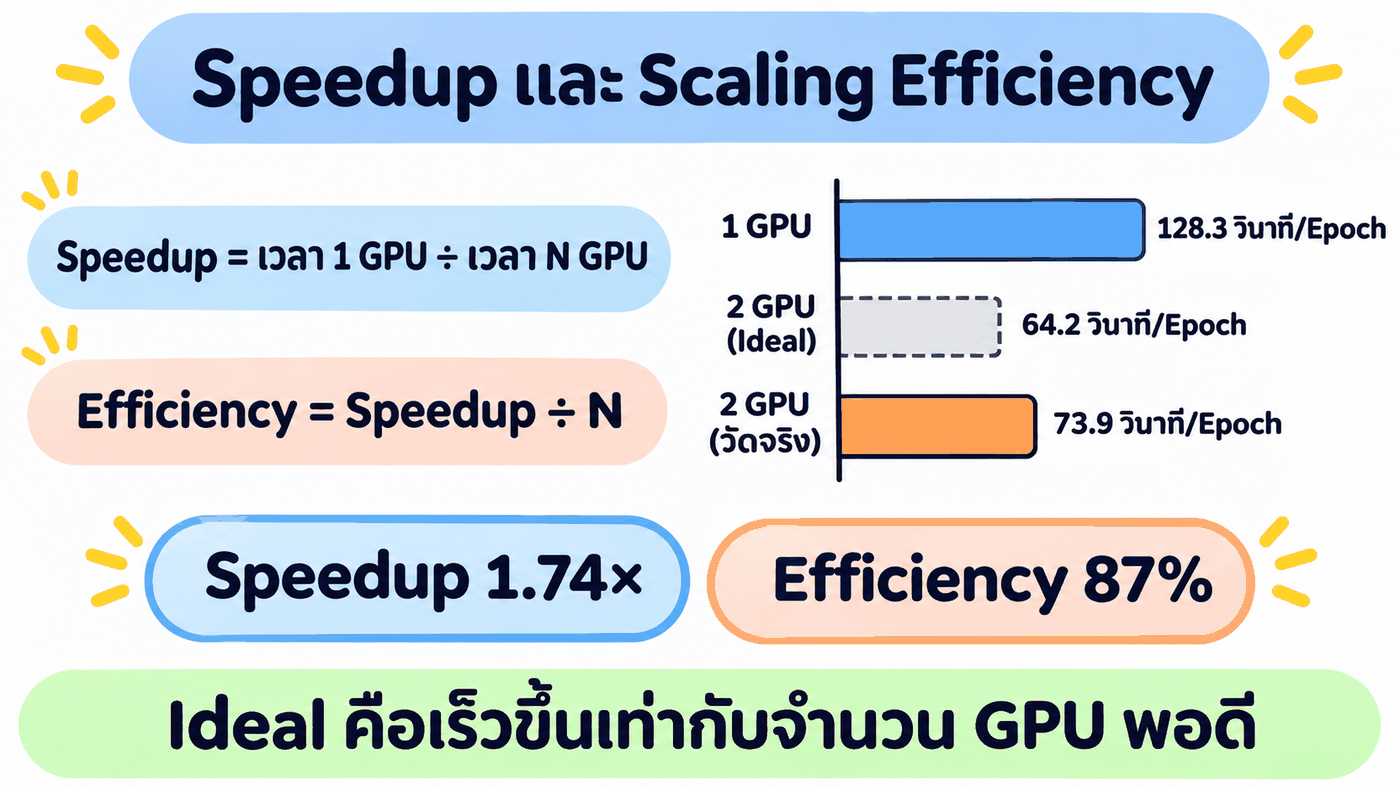 Speedup และ Scaling Efficiency
Speedup = เวลา 1 GPU ÷ เวลา N GPU
Efficiency = Speedup ÷ N
1 GPU
128.3 วินาที/Epoch
2 GPU
(Ideal)
64.2 วินาที/Epoch
2 GPU
(วัดจริง)
73.9 วินาที/Epoch
Speedup 1.74×
Efficiency 87%
Ideal คือเร็วขึ้นเท่ากับจำนวน GPU พอดี